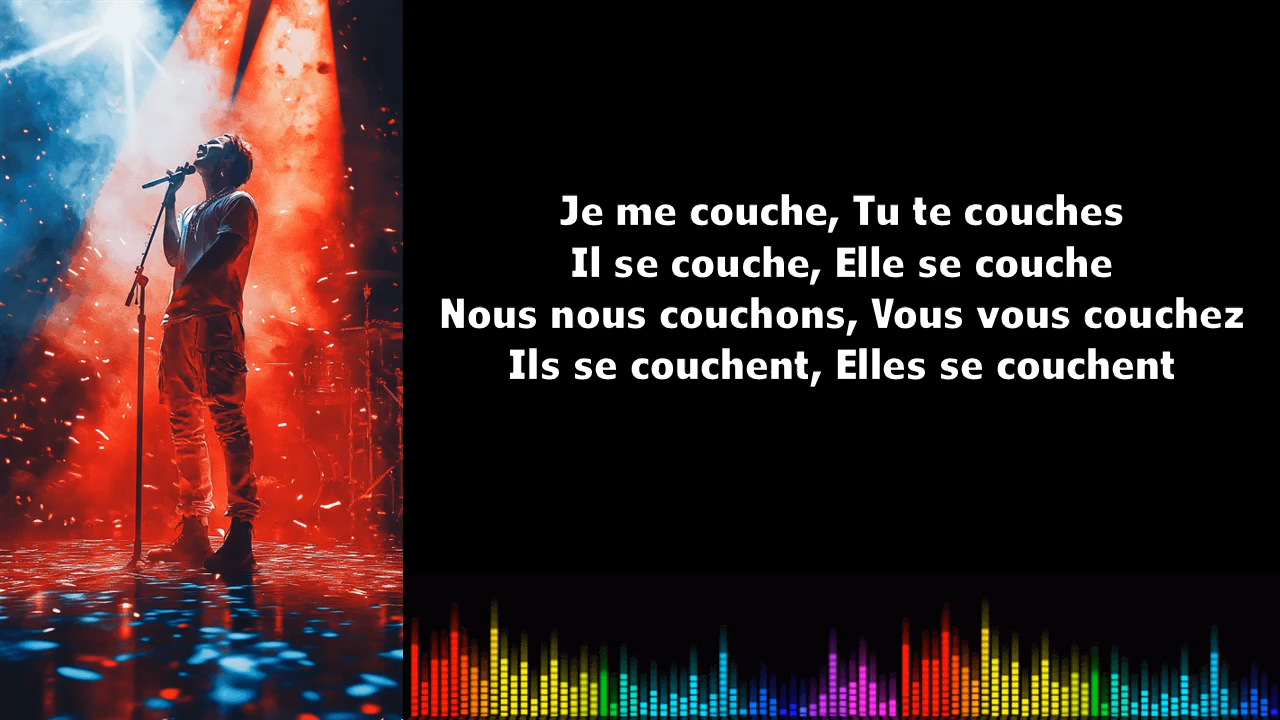 Je me couche, Tu te couches
Il se couche, Elle se couche
Nous nous couchons, Vous vous couchez
Ils se couchent, Elles se couchent